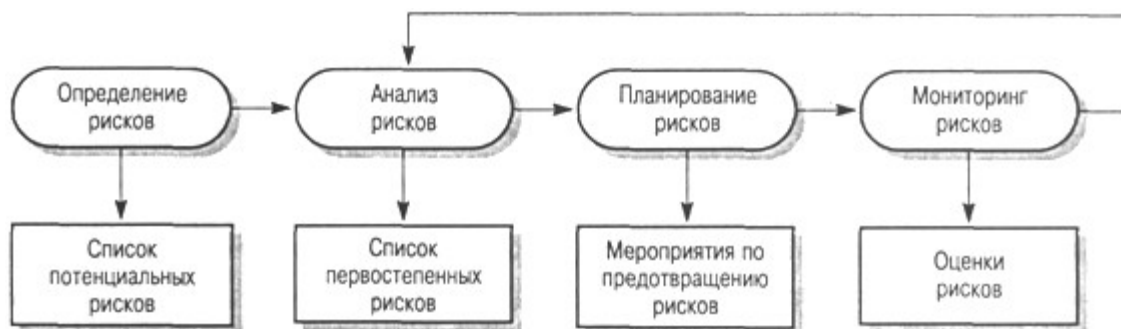 Определение
рисков
Анализ
рисков
Планирование
рисков
Мониторинг
рисков
Список
потенциальных
рисков
Список
первостепенных
рисков
Мероприятия по
предотвращению
рисков
Оценки
рисков